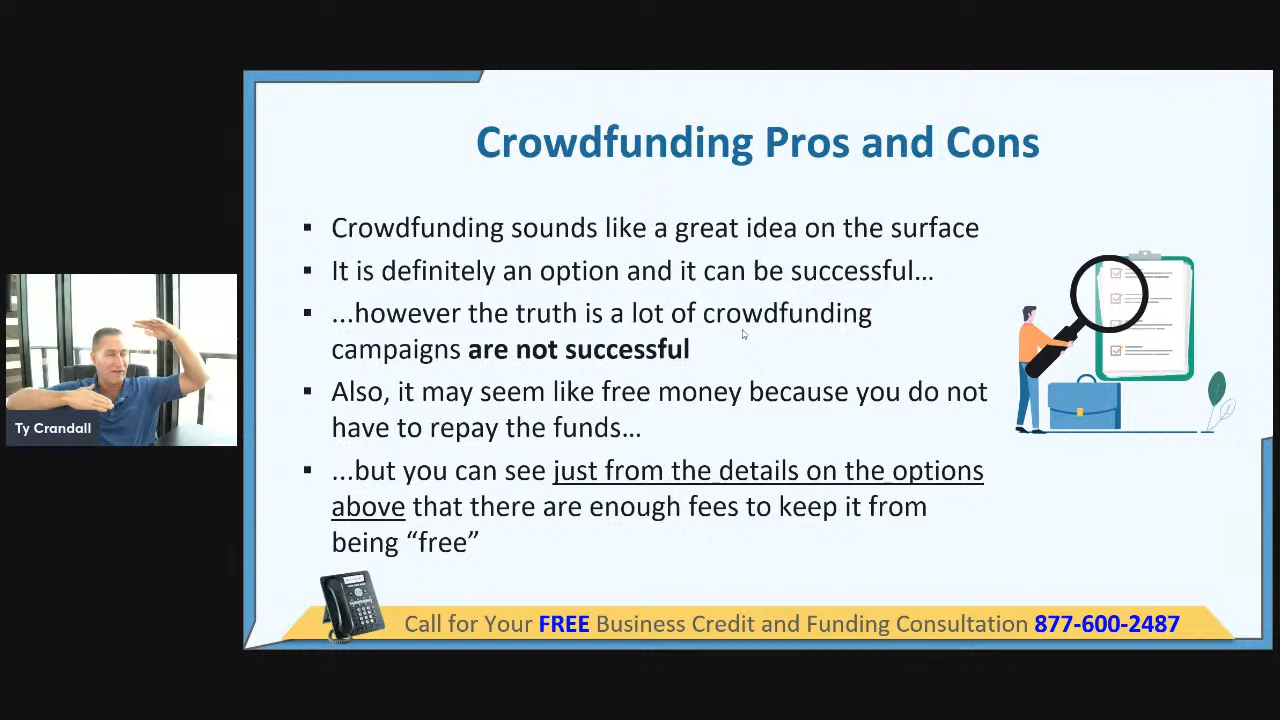 Crowdfunding Pros and Cons
▪ Crowdfunding sounds like a great idea on the surface
▪ It is definitely an option and it can be successful…
▪ …however the truth is a lot of crowdfunding
campaigns are not successful
▪ Also, it may seem like free money because you do not
have to repay the funds…
▪ …but you can see just from the details on the options
above that there are enough fees to keep it from
being “free”
Ty Crandall
Call for Your FREE Business Credit and Funding Consultation 877-600-2487